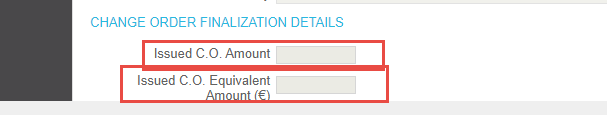 CHANGE ORDER FINALIZATION DETAILS
Issued C.O. Amount
Issued C.O. Equivalent
Amount (€)